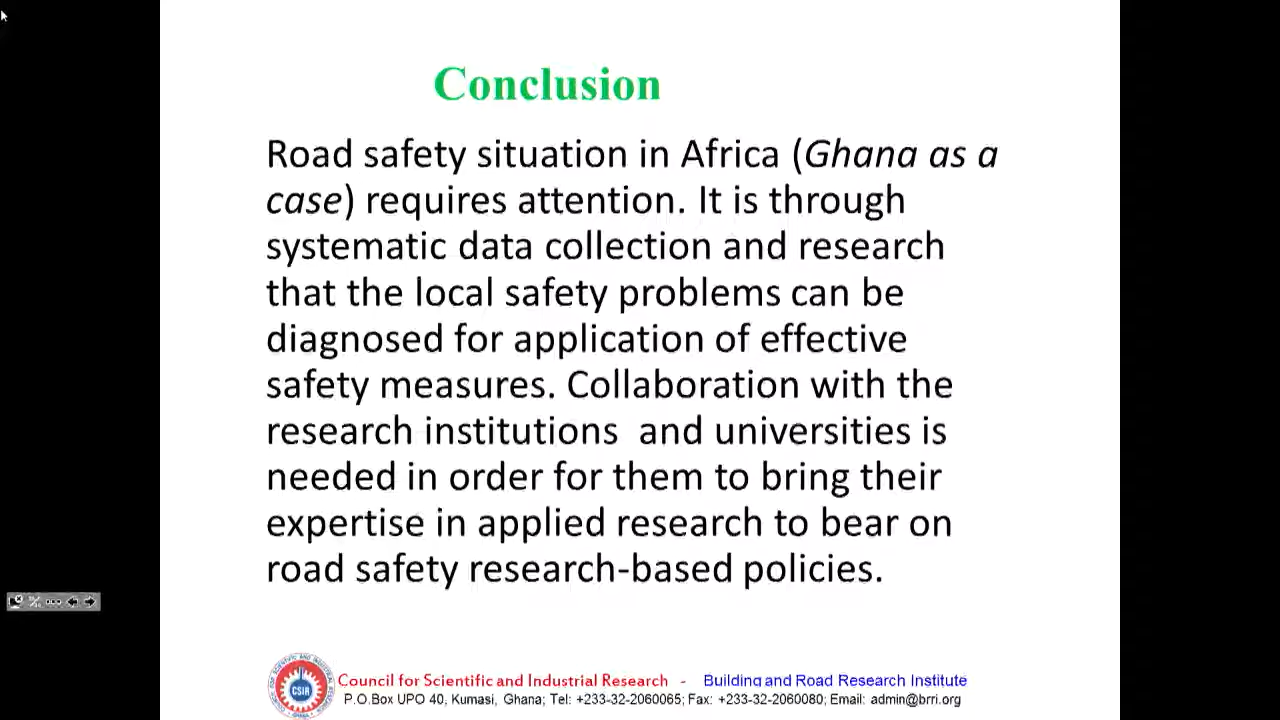 Conclusion
Road safety situation in Africa (Ghana as a
case) requires attention. It is through
systematic data collection and research
that the local safety problems can be
diagnosed for application of effective
safety measures. Collaboration with the
research institutions  and universities is
needed in order for them to bring their
expertise in applied research to bear on
road safety research-based policies.
Council for Scientific and Industrial Research - Building and Road Research Institute
P.O.Box UPO 40, Kumasi, Ghana; Tel: +233-32-2060065; Fax: +233-32-2060080; Email: admin@brri.org
CSIR